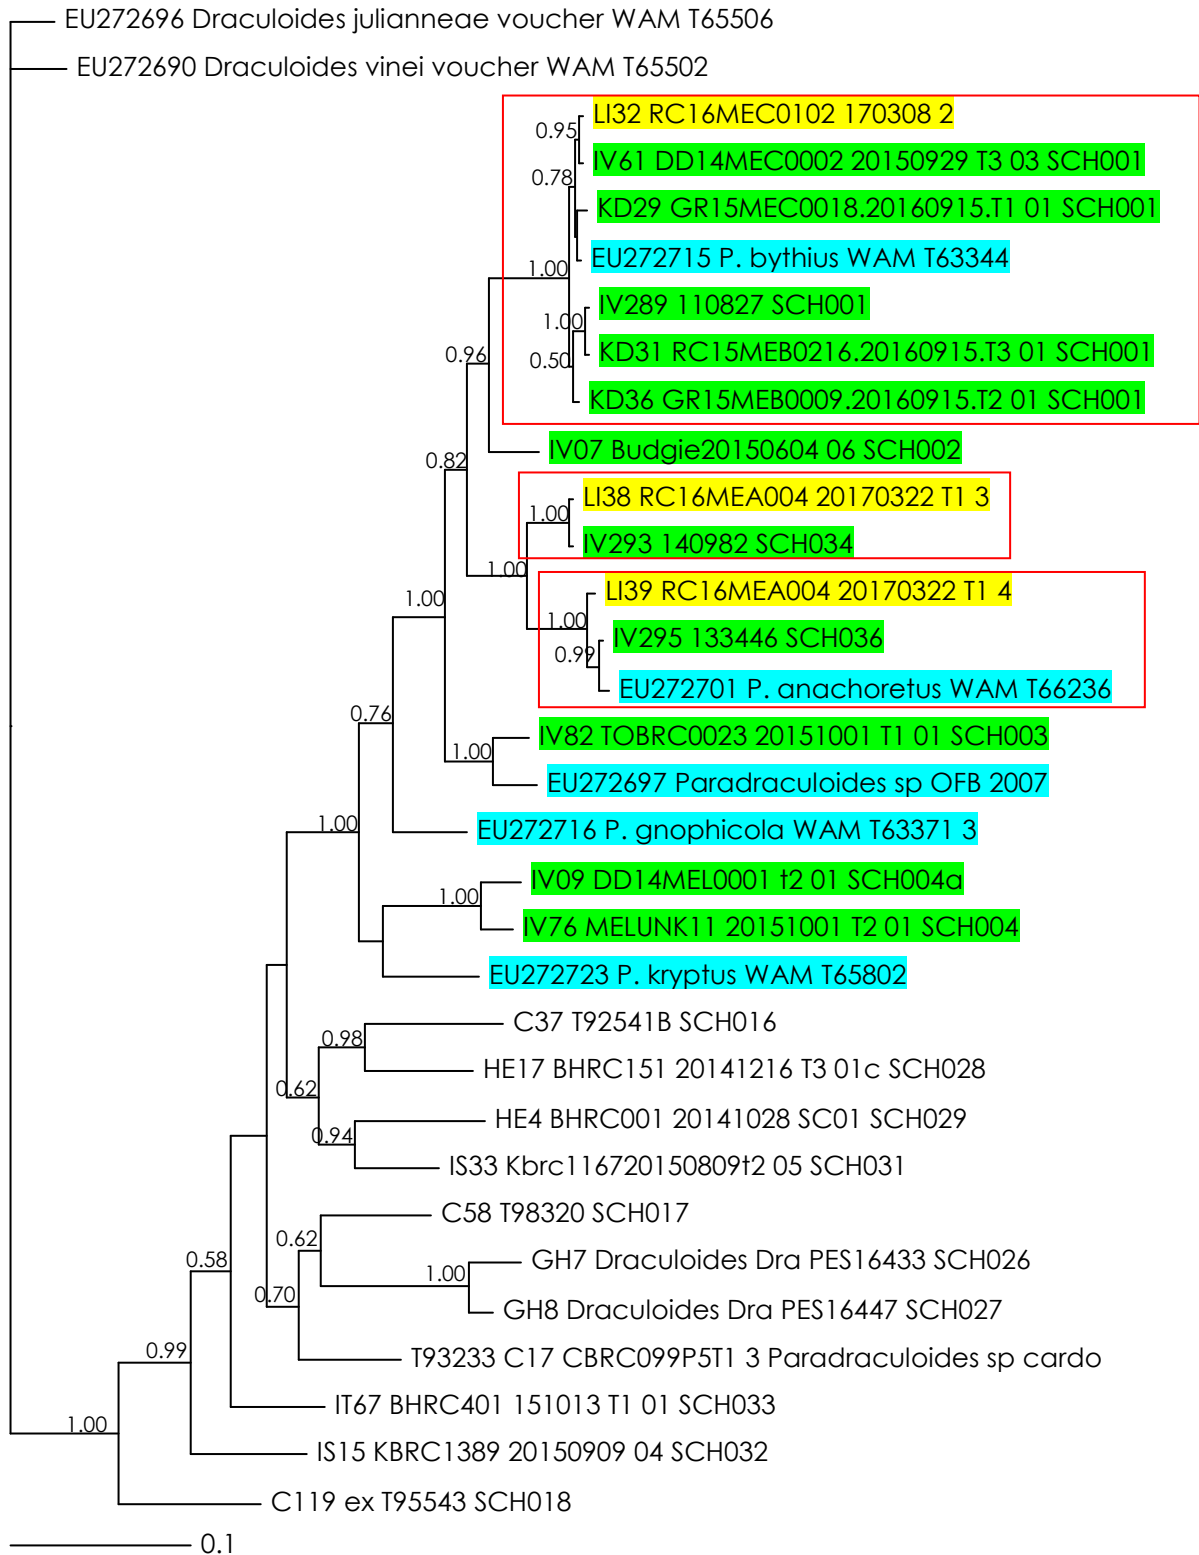 EU272696 Draculoides julianneae voucher WAM T65506
EU272690 Draculoides vinei voucher WAM T65502
LI32 RC16MEC0102 170308 2
0.95
IV61 DD14MEC0002 20150929 T3 03 SCH001
0.78
KD29 GR15MEC0018.20160915.T1 01 SCH001
EU272715 P. bythius WAM T63344
1.00
IV289 110827 SCH001
1.00
KD31 RC15MEB0216.20160915.T3 01 SCH001
0.96
0.50
KD36 GR15MEB0009.20160915.T2 01 SCH001
IV07 Budgie20150604 06 SCH002
0.82
LI38 RC16MEA004 20170322 T1 3
1.00
IV293 140982 SCH034
1.00
LI39 RC16MEA004 20170322 T1 4
1.00
1.00
IV295 133446 SCH036
0.99
EU272701 P. anachoretus WAM T66236
0.76
IV82 TOBRC0023 20151001 T1 01 SCH003
1.00
EU272697 Paradraculoides sp OFB 2007
1.00
EU272716 P. gnophicola WAM T63371 3
IV09 DD14MEL0001 t2 01 SCH004a
1.00
IV76 MELUNK11 20151001 T2 01 SCH004
EU272723 P. kryptus WAM T65802
C37 T92541B SCH016
0.98
HE17 BHRC151 20141216 T3 01c SCH028
0.62
HE4 BHRC001 20141028 SC01 SCH029
0.94
IS33 Kbrc116720150809t2 05 SCH031
C58 T98320 SCH017
0.62
0.58
GH7 Draculoides Dra PES16433 SCH026
1.00
0.70
GH8 Draculoides Dra PES16447 SCH027
0.99
T93233 C17 CBRC099P5T1 3 Paradraculoides sp cardo
IT67 BHRC401 151013 T1 01 SCH033
1.00
IS15 KBRC1389 20150909 04 SCH032
C119 ex T95543 SCH018
0.1